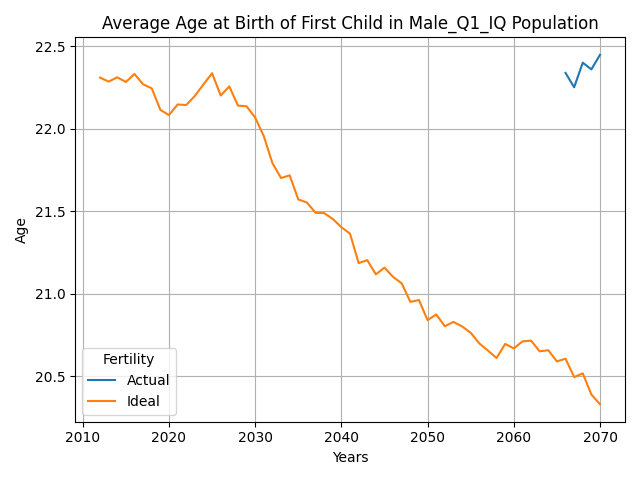 Average Age at Birth of First Child in Male_Q1_IQ Population
22.5
22.0
21.5
21.0
20.5
Age
Fertility
Actual
Ideal
2010 2020 2030 2040 2050 2060 2070
Years